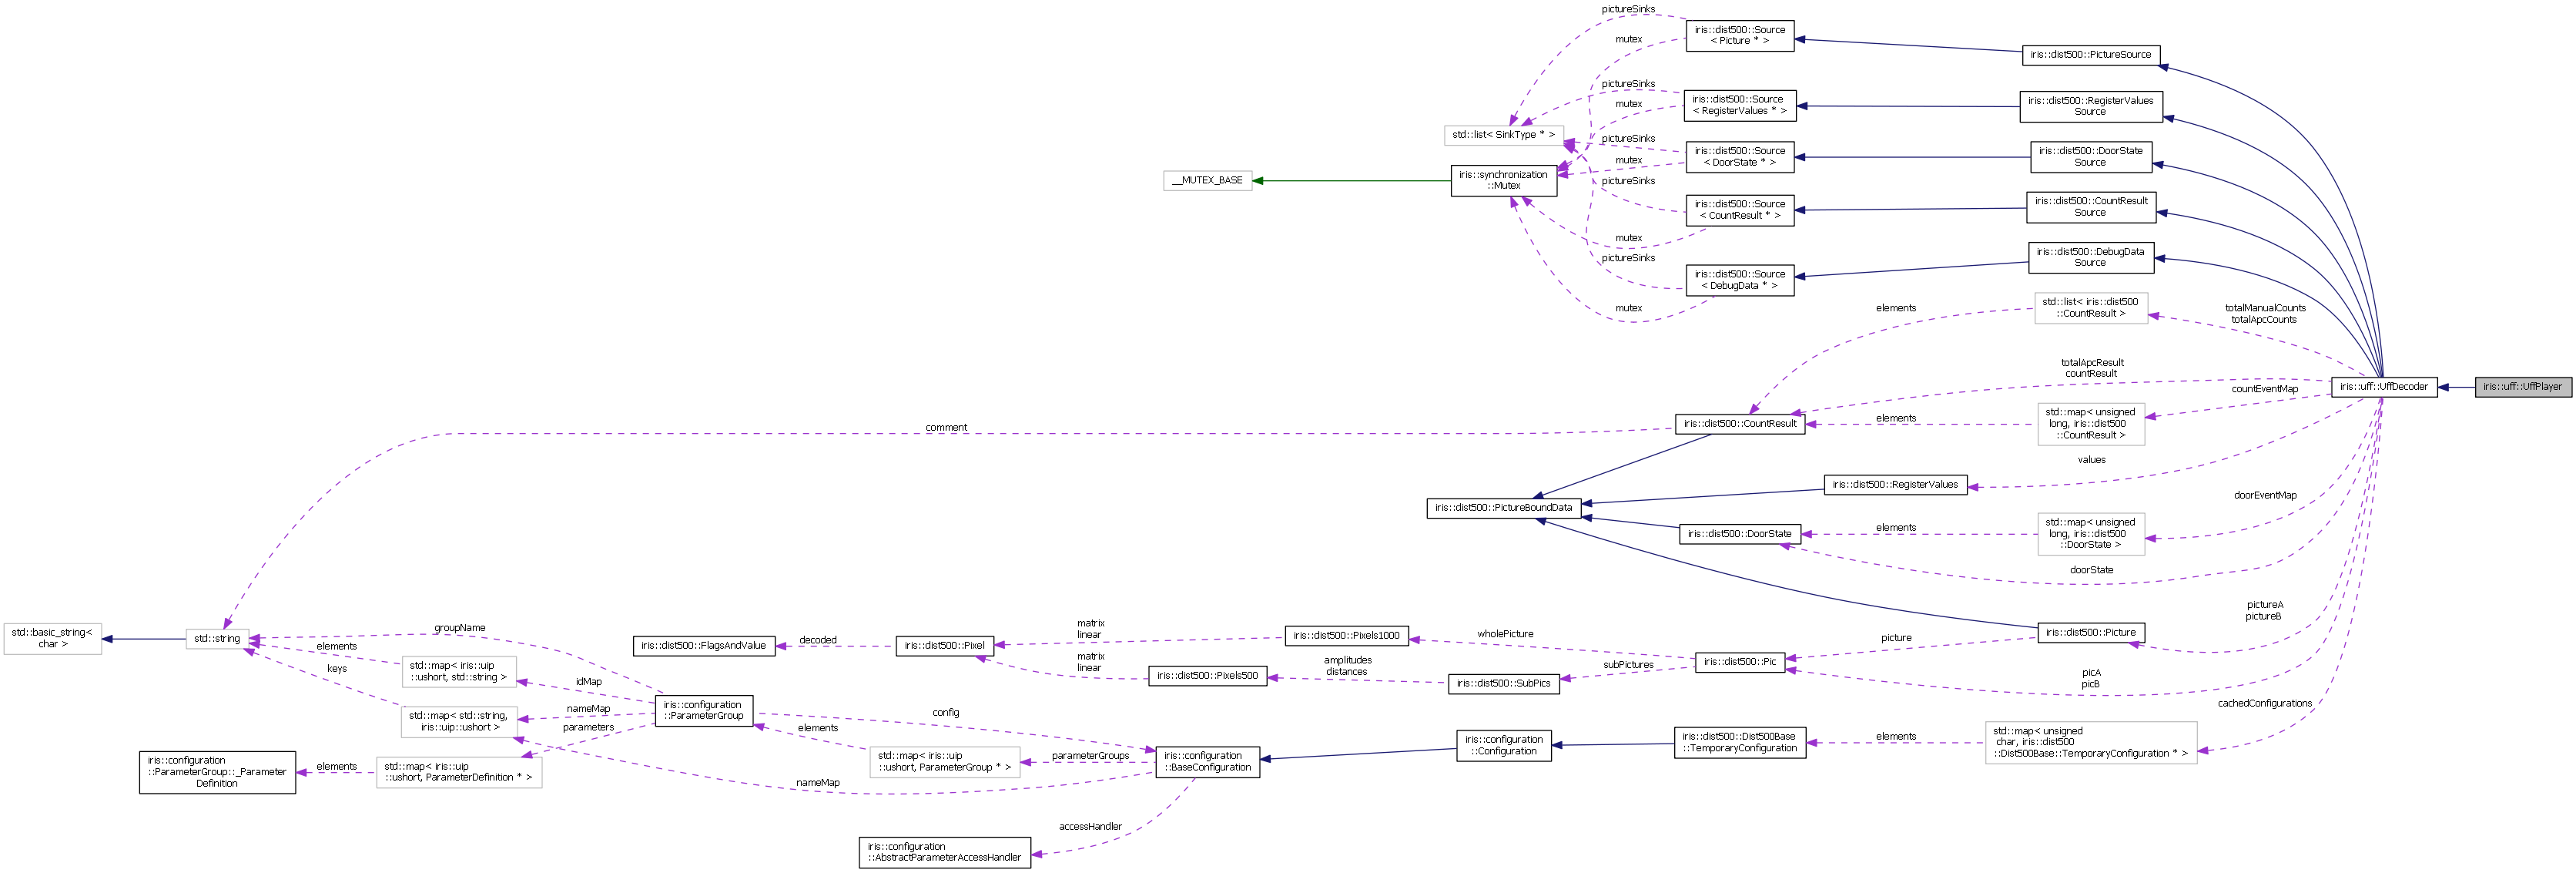 pictureSinks
iris::dist500::Source
< Picture * >
mutex
iris::dist500::PictureSource
pictureSinks
iris::dist500::Source
< RegisterValues * >
mutex
iris::dist500::RegisterValues
Source
std::list< SinkType * >
pictureSinks
iris::dist500::Source
< DoorState * >
mutex
iris::dist500::DoorState
Source
__MUTEX_BASE
iris::synchronization
::Mutex
pictureSinks
iris::dist500::Source
< CountResult * >
mutex
iris::dist500::CountResult
Source
pictureSinks
iris::dist500::Source
< DebugData * >
mutex
iris::dist500::DebugData
Source
elements
std::list< iris::dist500
::CountResult >
totalManualCounts
totalApcCounts
totalApcResult
countResult
countEventMap
iris::uff::UffDecoder
iris::uff::UffPlayer
comment
iris::dist500::CountResult
elements
std::map< unsigned
long, iris::dist500
::CountResult >
values
iris::dist500::RegisterValues
iris::dist500::PictureBoundData
doorEventMap
iris::dist500::DoorState
elements
std::map< unsigned
long, iris::dist500
::DoorState >
doorState
pictureA
pictureB
std::basic_string<
char >
std::string
groupName
elements
keys
std::map< iris::uip
::ushort, std::string >
idMap
iris::dist500::FlagsAndValue
decoded
iris::dist500::Pixel
matrix
linear
matrix
linear
iris::dist500::Pixels1000
wholePicture
iris::dist500::Pixels500
amplitudes
distances
iris::dist500::SubPics
subPictures
iris::dist500::Pic
picture
iris::dist500::Picture
picA
picB
cachedConfigurations
std::map< std::string,
iris::uip::ushort >
nameMap
parameters
iris::configuration
::ParameterGroup
config
elements
iris::configuration
::ParameterGroup::_Parameter
Definition
elements
std::map< iris::uip
::ushort, ParameterDefinition * >
nameMap
std::map< iris::uip
::ushort, ParameterGroup * >
parameterGroups
iris::configuration
::BaseConfiguration
iris::configuration
::Configuration
iris::dist500::Dist500Base
::TemporaryConfiguration
elements
std::map< unsigned
char, iris::dist500
::Dist500Base::TemporaryConfiguration * >
accessHandler
iris::configuration
::AbstractParameterAccessHandler